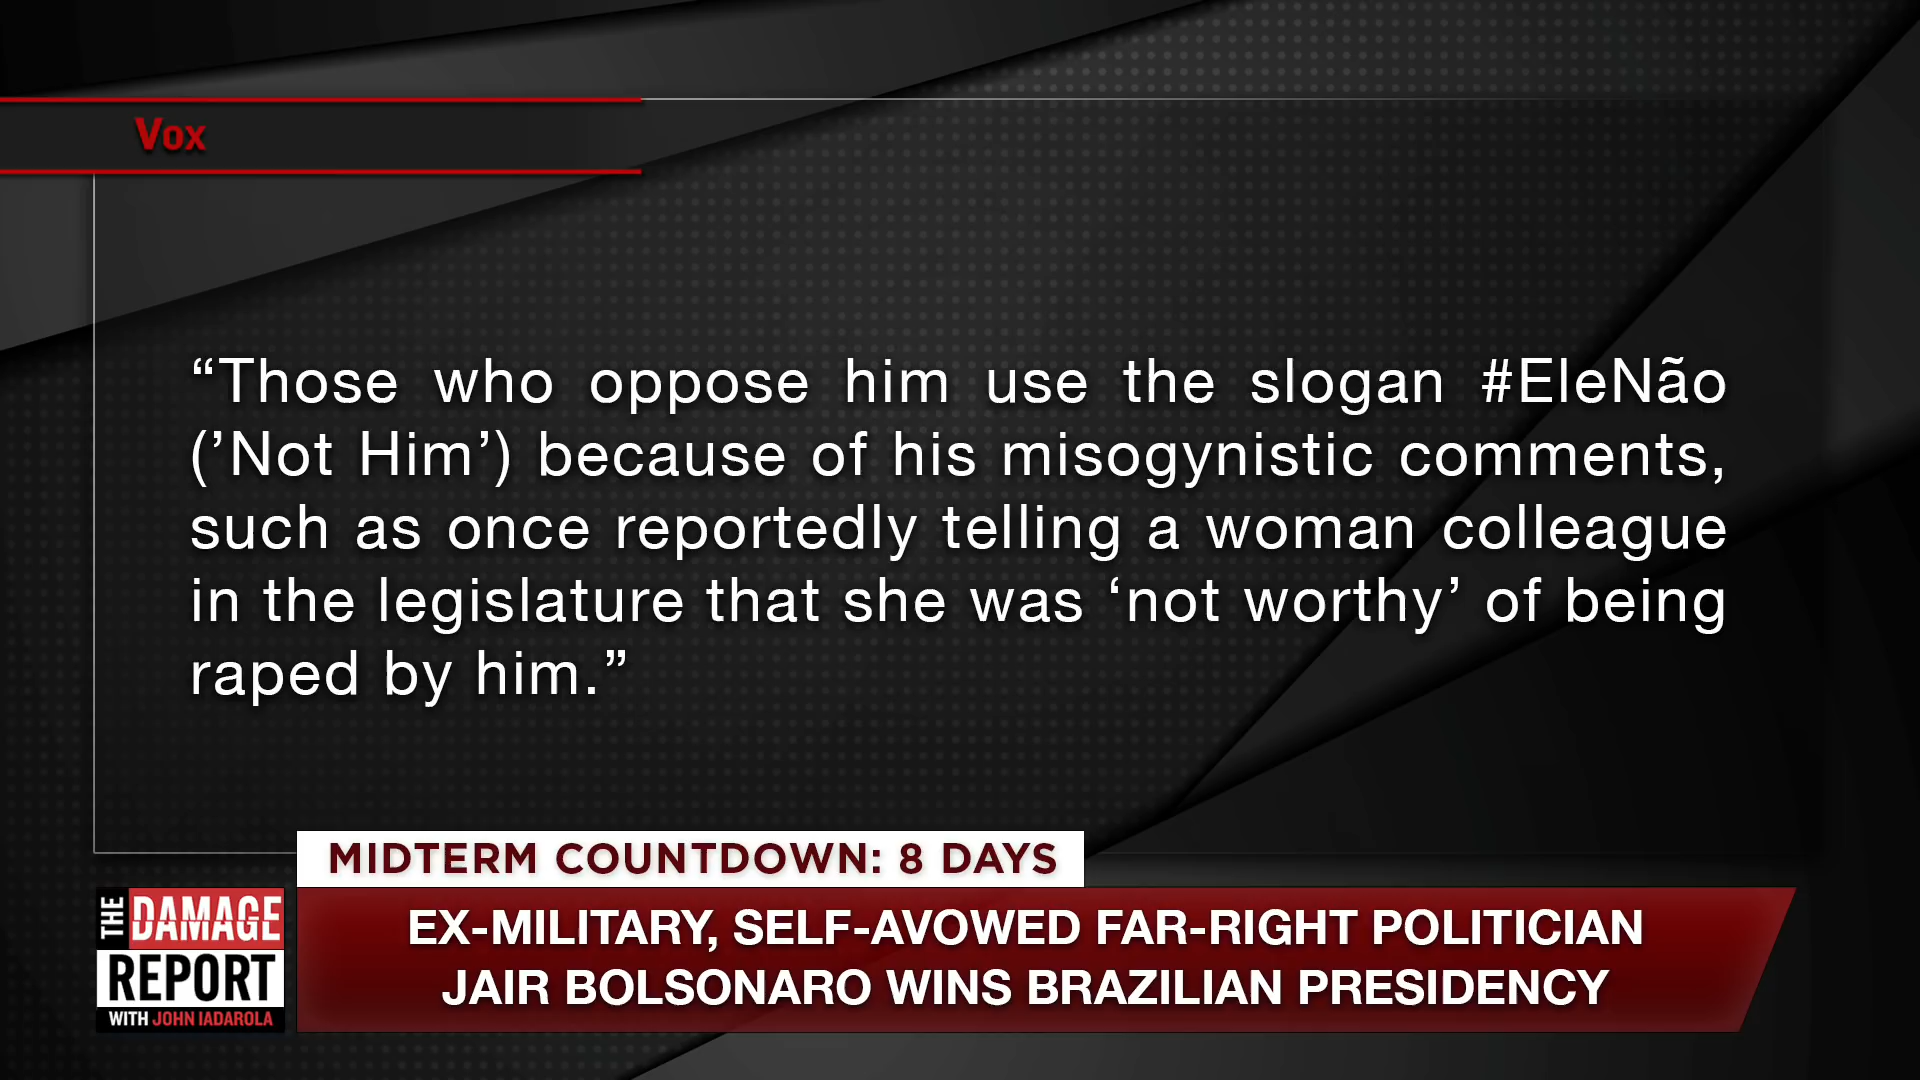 Vox
“Those who oppose him use the slogan #EleNão
(’Not Him’) because of his misogynistic comments,
such as once reportedly telling a woman colleague
in the legislature that she was ‘not worthy’ of being
raped by him.”
MIDTERM COUNTDOWN: 8 DAYS
THE DAMAGE
REPORT
WITH JOHN IADAROLA
EX-MILITARY, SELF-AVOWED FAR-RIGHT POLITICIAN
JAIR BOLSONARO WINS BRAZILIAN PRESIDENCY